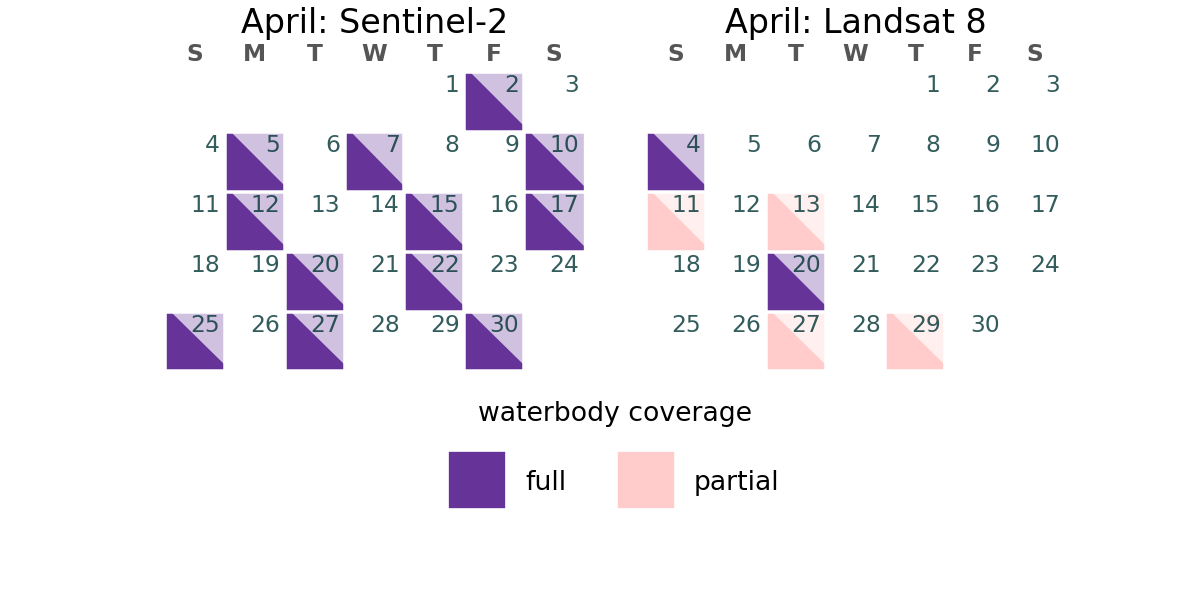 April: Sentinel-2
S M T W T F S
1 2 3
4 5 6 7 8 9 10
11 12 13 14 15 16 17
18 19 20 21 22 23 24
25 26 27 28 29 30
April: Landsat 8
S M T W T F S
1 2 3
4 5 6 7 8 9 10
11 12 13 14 15 16 17
18 19 20 21 22 23 24
25 26 27 28 29 30
waterbody coverage
full partial